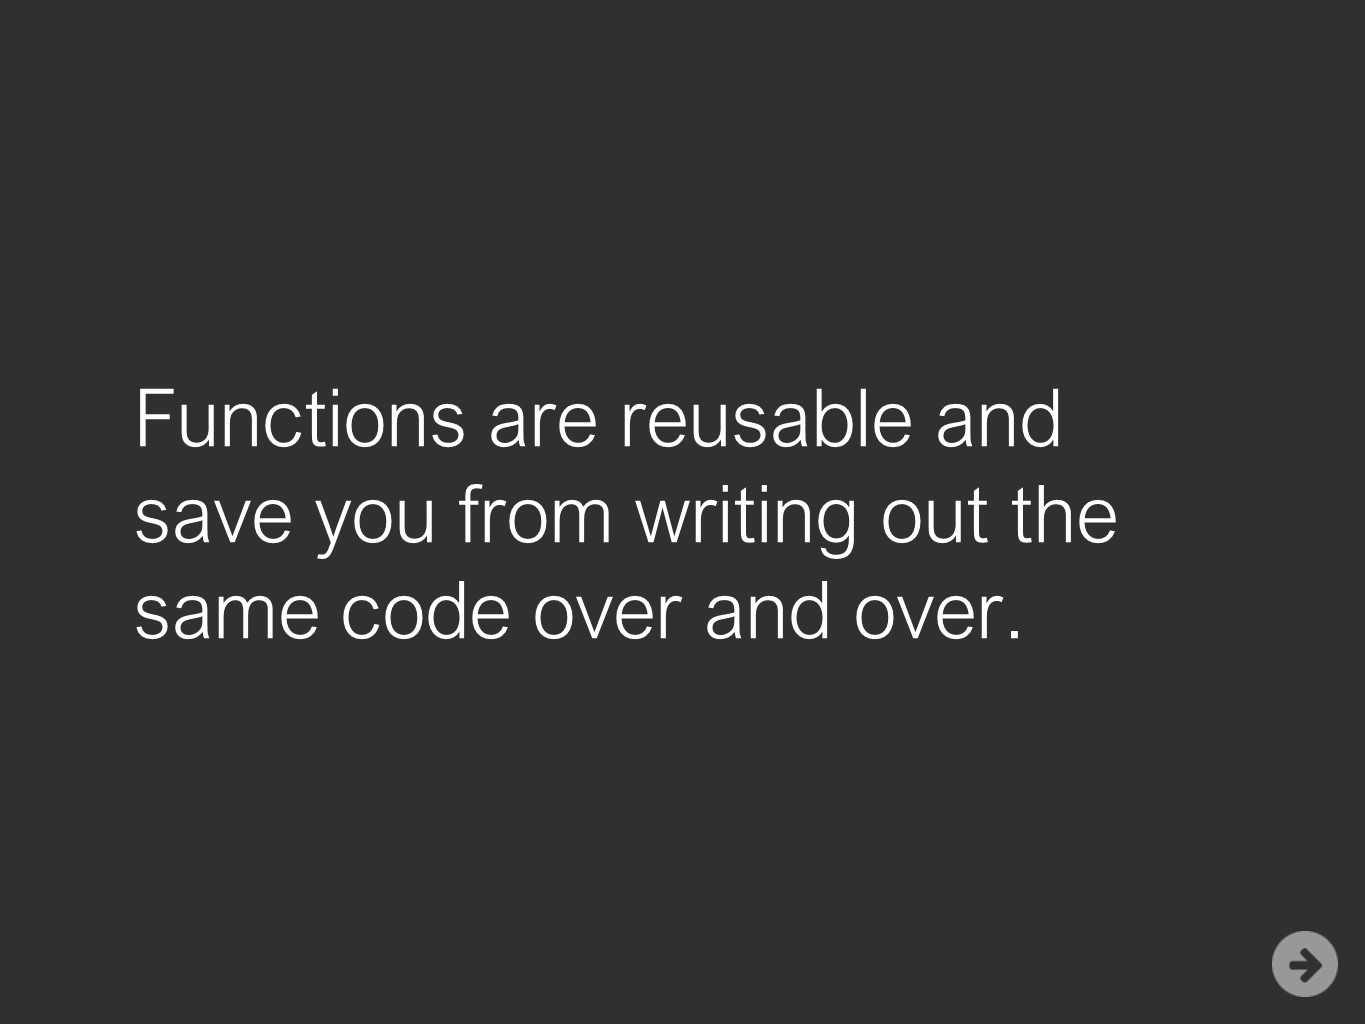 Functions are reusable and
save you from writing out the
same code over and over.